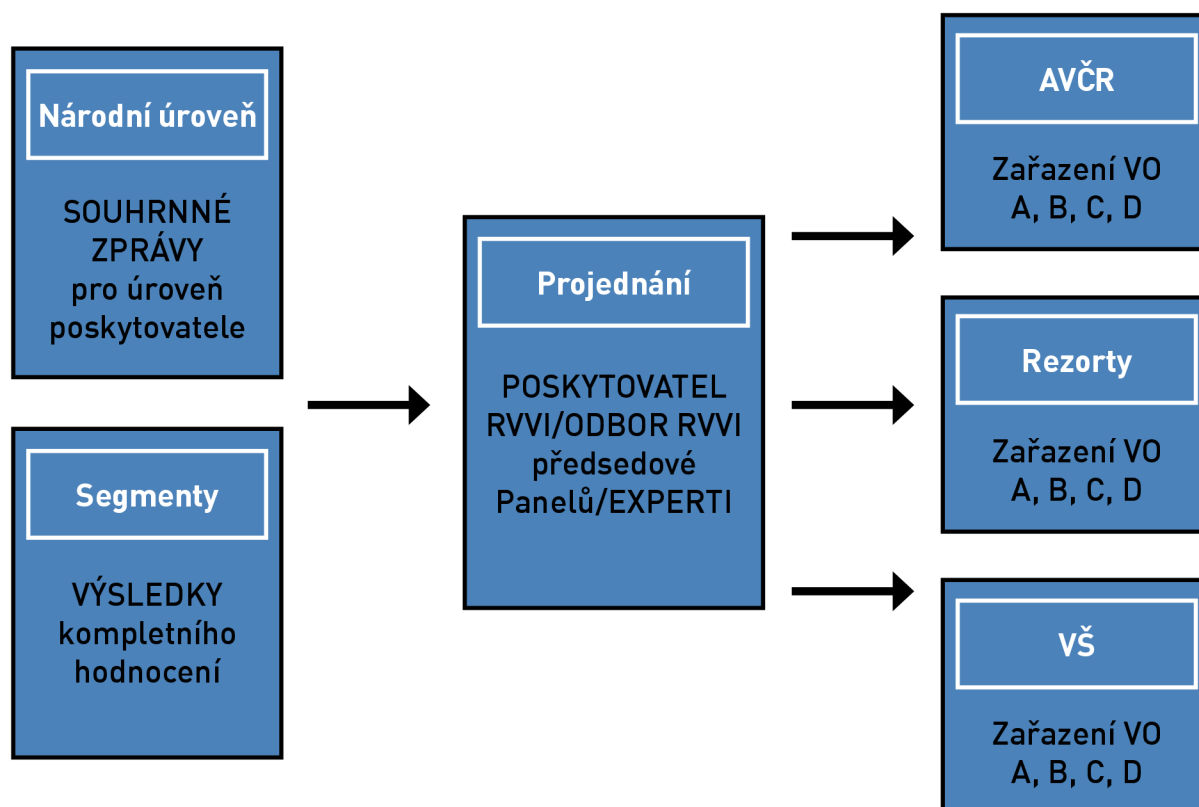 Národní úroveň
SOUHRNNÉ
ZPRÁVY
pro úroveň
poskytovatele
Segmenty
VÝSLEDKY
kompletního
hodnocení
Projednání
POSKYTOVATEL
RVVI/ODBOR RVVI
předsedové
Panelů/EXPERTI
AVČR
Zařazení VO
A, B, C, D
Rezorty
Zařazení VO
A, B, C, D
VŠ
Zařazení VO
A, B, C, D